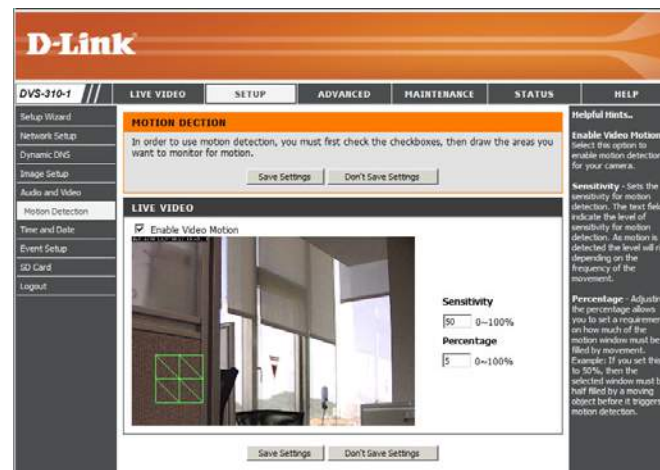 D-Link
DVS-310-1
LIVE VIDEO
SETUP
ADVANCED
MAINTENANCE
STATUS
HELP
Setup Wizard
Network Setup
Dynamic DNS
Image Setup
Audio and Video
Motion Detection
Time and Date
Event Setup
SD Card
Logout
MOTION DECTION
In order to use motion detection, you must first check the checkboxes, then draw the areas you
want to monitor for motion.
Save Settings
Don't Save Settings
LIVE VIDEO
Enable Video Motion
Sensitivity
50 0~100%
Percentage
5 0~100%
Save Settings
Don't Save Settings
Helpful Hints..
Enable Video Motion
Select this option to
enable motion detection
for your camera.
Sensitivity - Sets the
sensitivity for motion
detection. The text field
indicate the level of
sensitivity for motion
detection. As motion is
detected the level will
depending on the
frequency of the
movement.
Percentage - Adjusting
the percentage allows
you to set a requirement
on how much of the
motion window must be
filled by movement.
Example: If you set this
to 50%, then the
selected window must be
half filled by a moving
object before it triggers
motion detection.